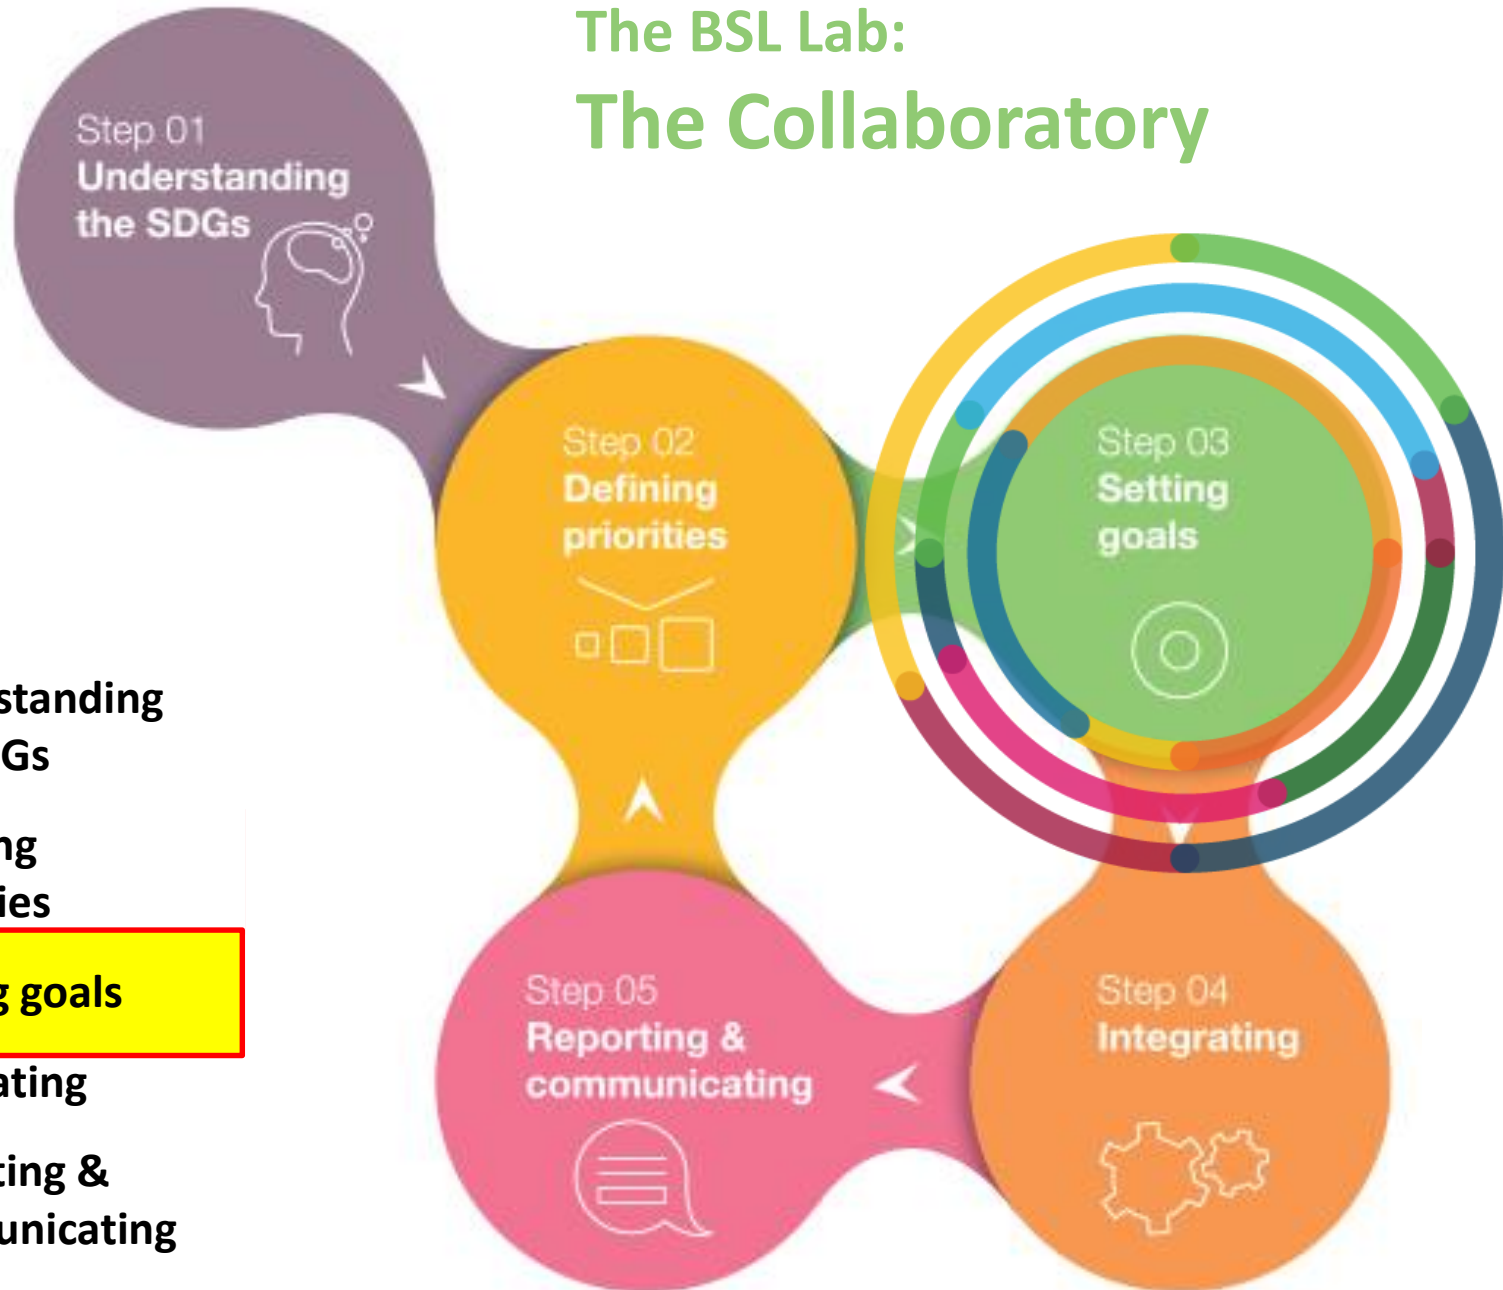 The BSL Lab:
The Collaboratory
Step 01
Understanding
the SDGs
Step 02
Defining
priorities
Step 03
Setting
goals
Step 04
Integrating
Step 05
Reporting &
communicating
standing
Gs
ng
ies
g goals
ating
ting &
unicating